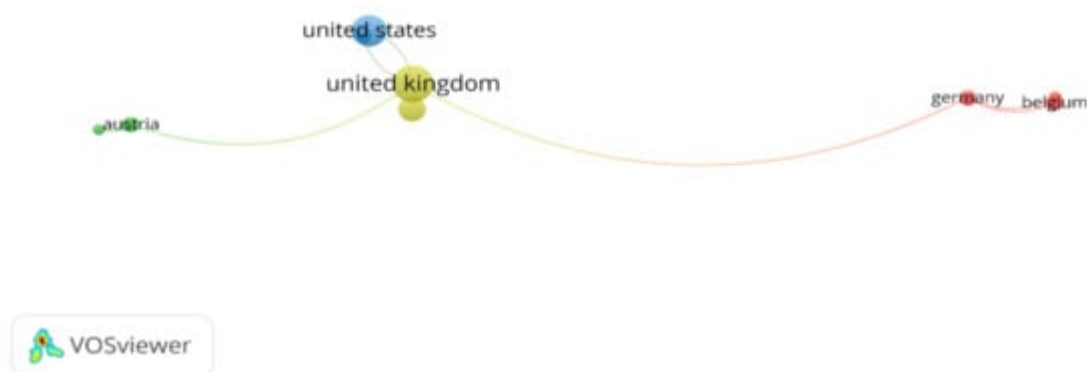 united states
united kingdom
germany
belgium
austria
VOSviewer